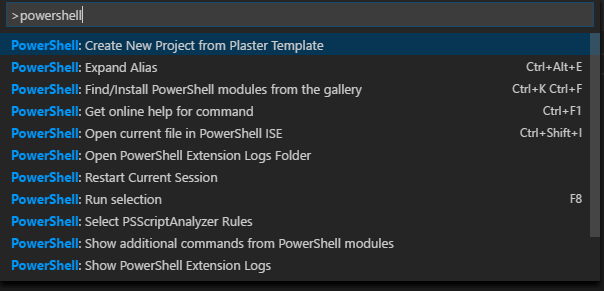 >powershell
PowerShell: Create New Project from Plaster Template
PowerShell: Expand Alias Ctrl+Alt+E
PowerShell: Find/Install PowerShell modules from the gallery Ctrl+K Ctrl+F
PowerShell: Get online help for command Ctrl+F1
PowerShell: Open current file in PowerShell ISE Ctrl+Shift+I
PowerShell: Open PowerShell Extension Logs Folder
PowerShell: Restart Current Session
PowerShell: Run selection F8
PowerShell: Select PSScriptAnalyzer Rules
PowerShell: Show additional commands from PowerShell modules
PowerShell: Show PowerShell Extension Logs